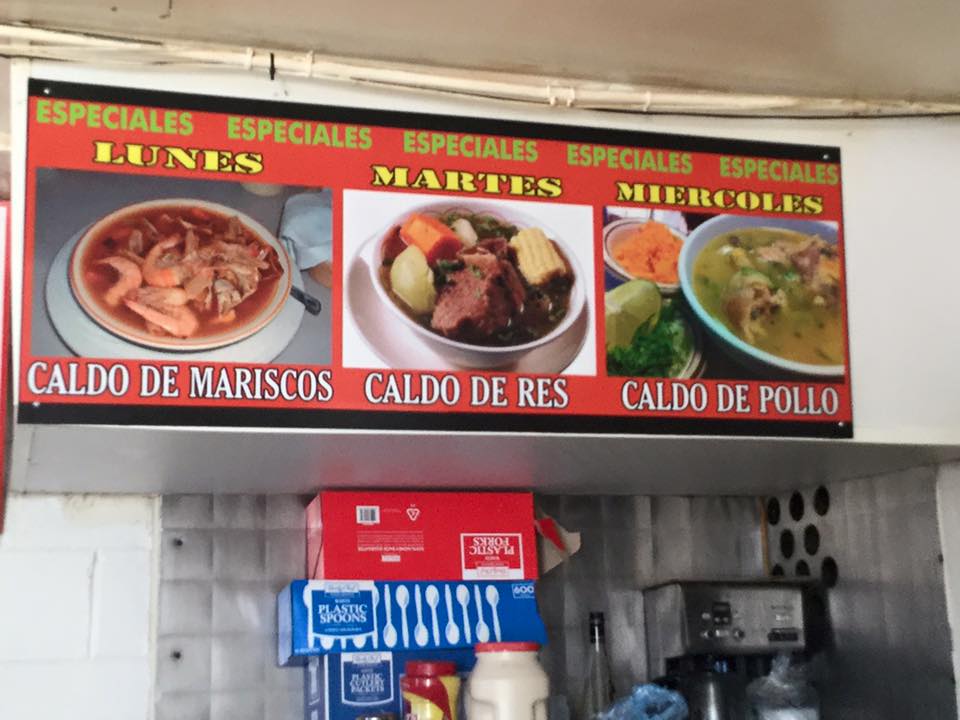 ESPECIALES ESPECIALES ESPECIALES ESPECIALES ESPECIALES
LUNES MARTES MIERCOLES
CALDO DE MARISCOS CALDO DE RES CALDO DE POLLO
PLASTIC
FORKS
600
PLASTIC
SPOONS
PLASTIC
CUTLERY
PACKETS